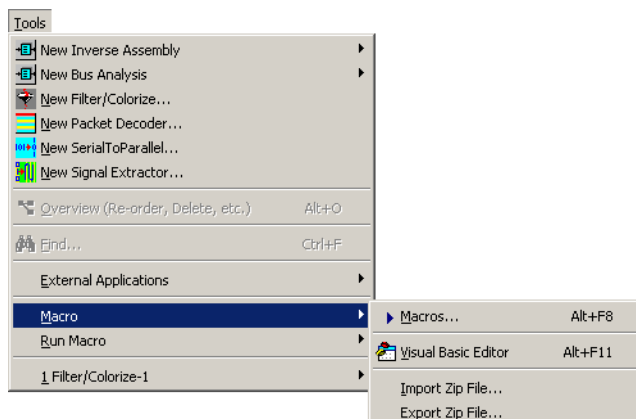 Tools
New Inverse Assembly
New Bus Analysis
New Filter/Colorize...
New Packet Decoder...
New SerialToParallel...
New Signal Extractor...
Overview (Re-order, Delete, etc.) Alt+O
Find... Ctrl+F
External Applications
Macro
Run Macro
1 Filter/Colorize-1
Macros... Alt+F8
Visual Basic Editor Alt+F11
Import Zip File...
Export Zip File...